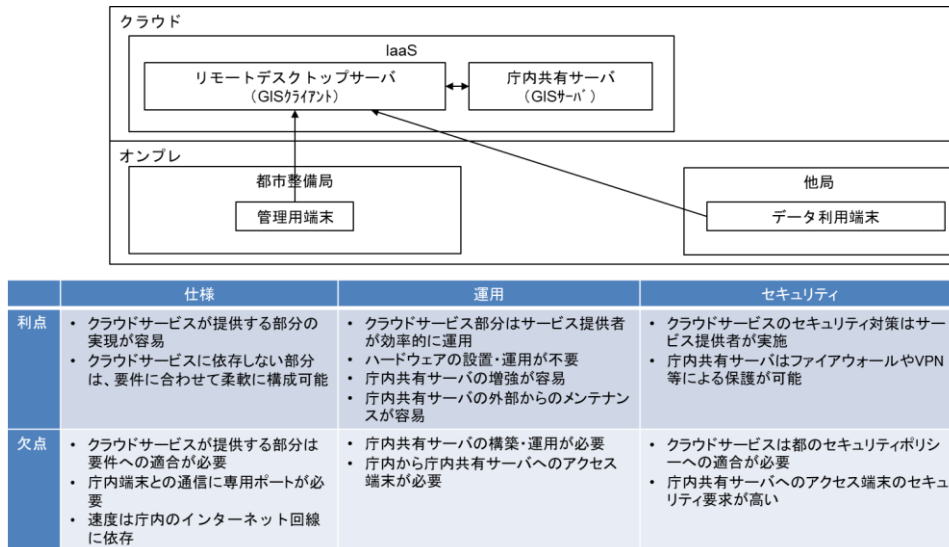 クラウド
IaaS
リモートデスクトップサーバ
（GISｸﾗｲｱﾝﾄ）
庁内共有サーバ
（GISｻｰﾊﾞ）
オンプレ
都市整備局
管理用端末
他局
データ利用端末
仕様
運用
セキュリティ
利点
• クラウドサービスが提供する部分の
実現が容易
• クラウドサービスに依存しない部分
は、要件に合わせて柔軟に構成可能
• クラウドサービス部分はサービス提供者
が効率的に運用
• ハードウェアの設置・運用が不要
• 庁内共有サーバの増強が容易
• 庁内共有サーバの外部からのメンテナ
ンスが容易
• クラウドサービスのセキュリティ対策はサ
ービス提供者が実施
• 庁内共有サーバはファイアウォールやVPN
等による保護が可能
欠点
• クラウドサービスが提供する部分は
要件への適合が必要
• 庁内端末との通信に専用ポートが必
要
• 速度は庁内のインターネット回線
に依存
• 庁内共有サーバの構築・運用が必要
• 庁内から庁内共有サーバへのアクセス
端末が必要
• クラウドサービスは都のセキュリティポリシ
ーへの適合が必要
• 庁内共有サーバへのアクセス端末のセキュ
リティ要求が高い